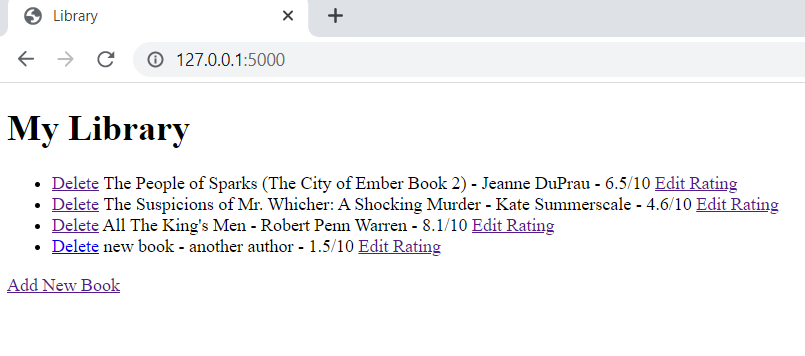 Library
127.0.0.1:5000
My Library
Delete The People of Sparks (The City of Ember Book 2) - Jeanne DuPrau - 6.5/10 Edit Rating
Delete The Suspicions of Mr. Whicher: A Shocking Murder - Kate Summerscale - 4.6/10 Edit Rating
Delete All The King's Men - Robert Penn Warren - 8.1/10 Edit Rating
Delete new book - another author - 1.5/10 Edit Rating
Add New Book